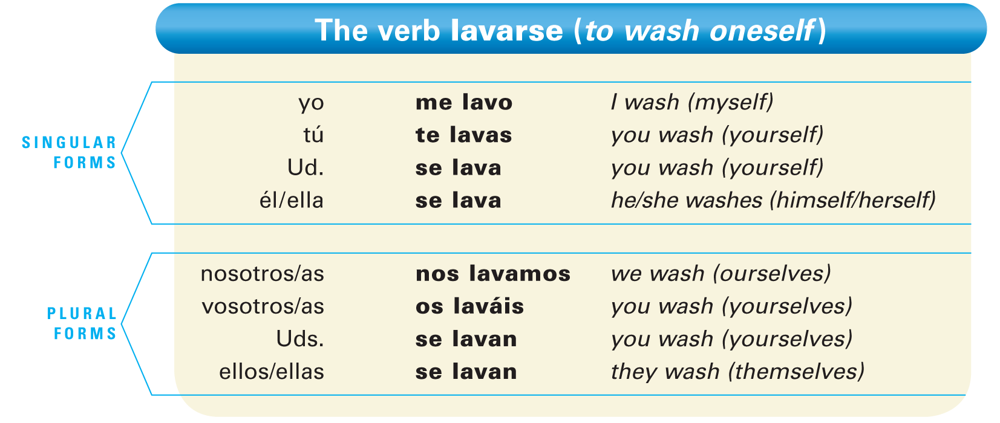 The verb lavarse (to wash oneself)
SINGULAR
FORMS
yo me lavo I wash (myself)
tú te lavas you wash (yourself)
Ud. se lava you wash (yourself)
él/ella se lava he/she washes (himself/herself)
PLURAL
FORMS
nosotros/as nos lavamos we wash (ourselves)
vosotros/as os laváis you wash (yourselves)
Uds. se lavan you wash (yourselves)
ellos/ellas se lavan they wash (themselves)